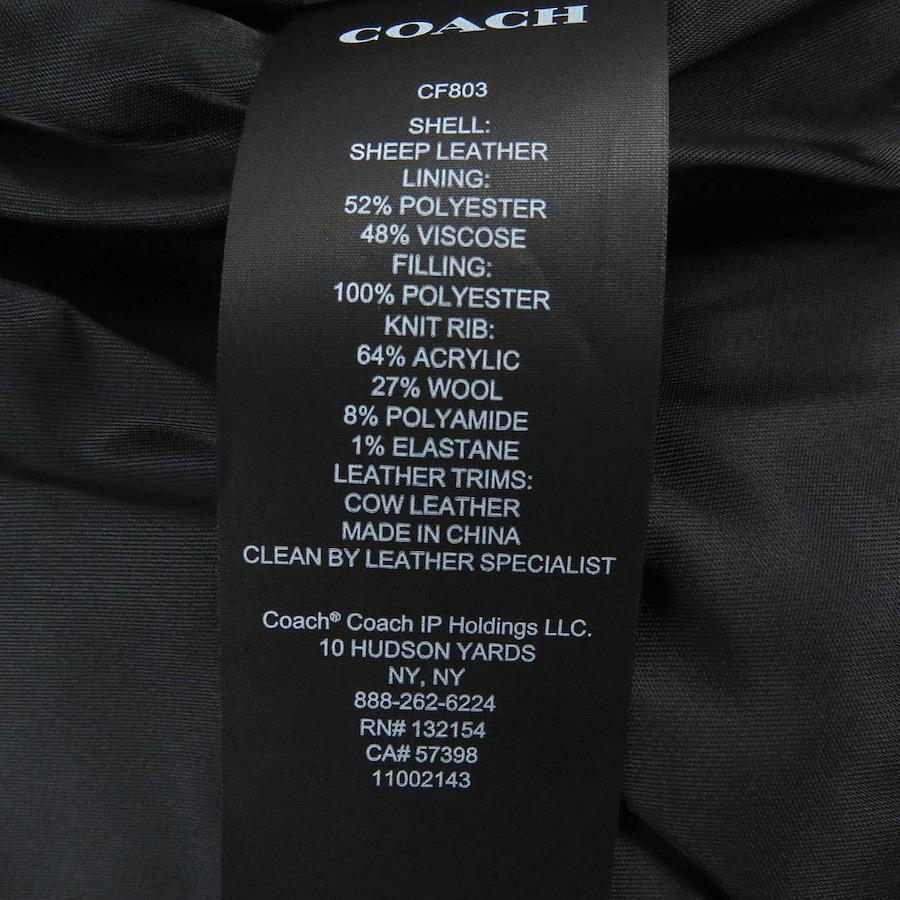 COACH
CF803
SHELL:
SHEEP LEATHER
LINING:
52% POLYESTER
48% VISCOSE
FILLING:
100% POLYESTER
KNIT RIB:
64% ACRYLIC
27% WOOL
8% POLYAMIDE
1% ELASTANE
LEATHER TRIMS:
COW LEATHER
MADE IN CHINA
CLEAN BY LEATHER SPECIALIST
Coach® Coach IP Holdings LLC.
10 HUDSON YARDS
NY, NY
888-262-6224
RN# 132154
CA# 57398
11002143